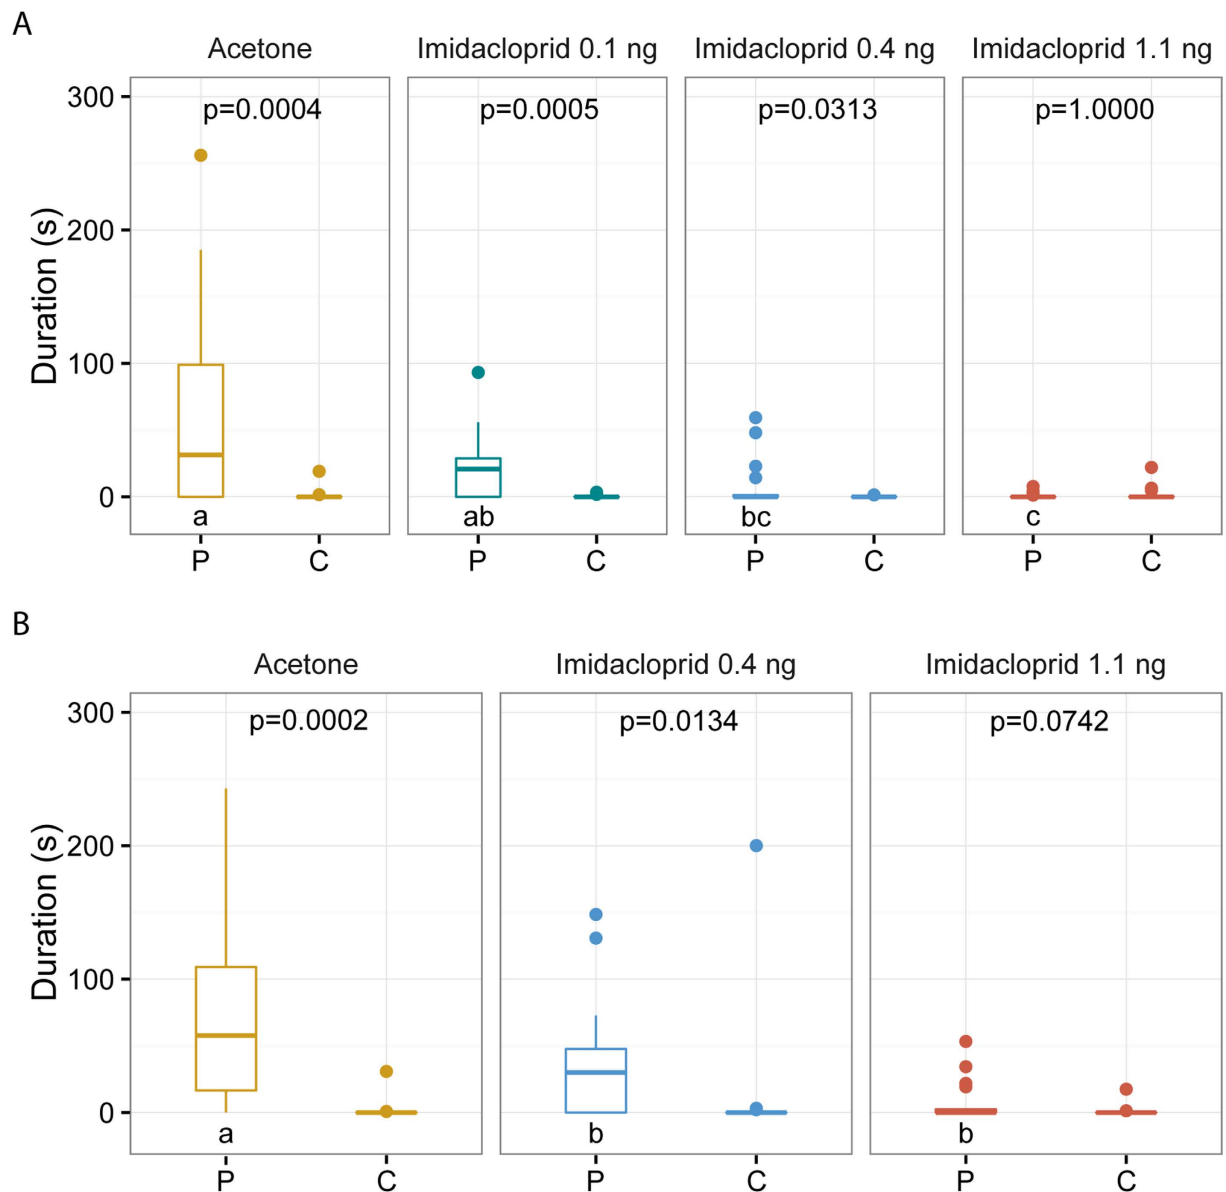 A
Acetone Imidacloprid 0.1 ng Imidacloprid 0.4 ng Imidacloprid 1.1 ng
300
p=0.0004 p=0.0005 p=0.0313 p=1.0000
200
Duration (s)
100
0
a ab bc c
P C P C P C P C
B
Acetone Imidacloprid 0.4 ng Imidacloprid 1.1 ng
300
p=0.0002 p=0.0134 p=0.0742
200
Duration (s)
100
0
a b b
P C P C P C